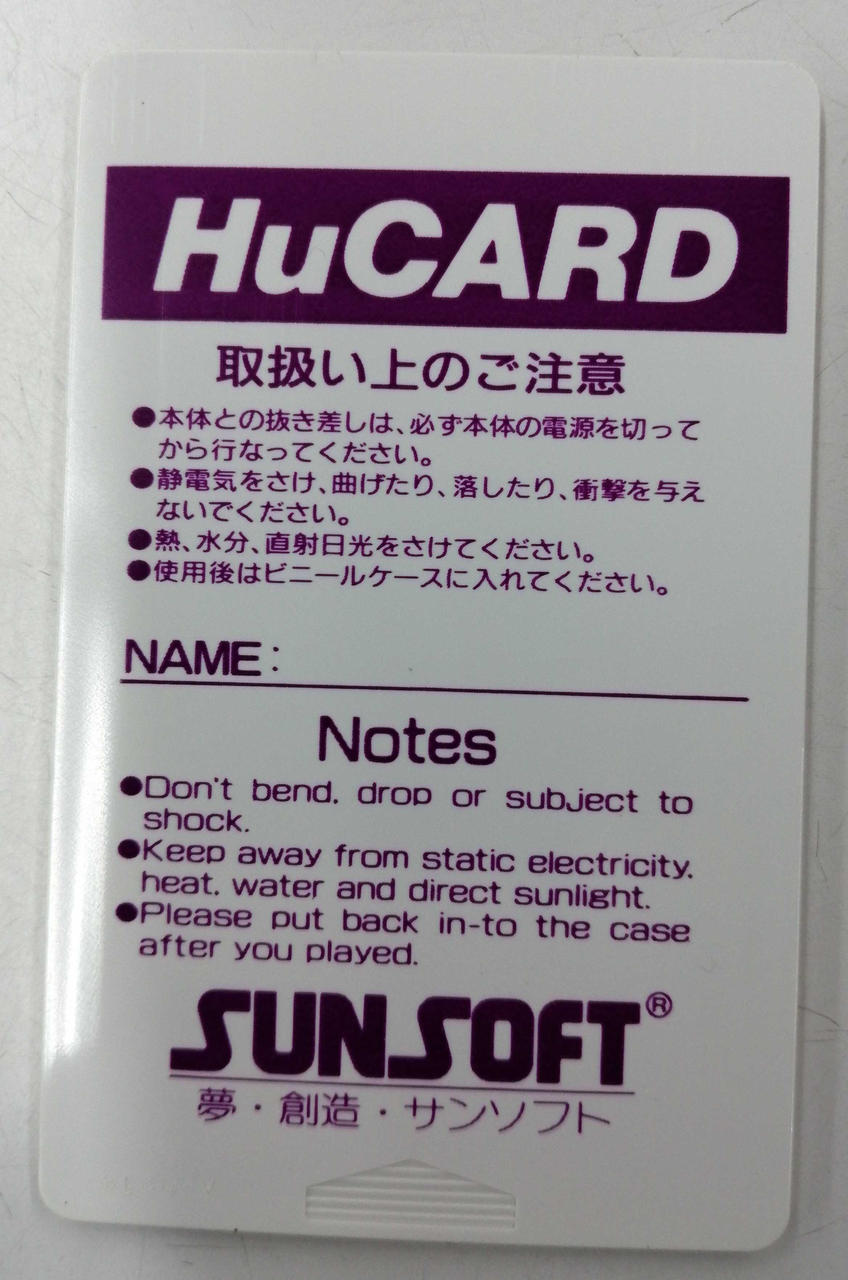 HuCARD
取扱い上のご注意
●本体との抜き差しは、必ず本体の電源を切って
から行なってください。
●静電気をさけ、曲げたり、落したり、衝撃を与え
ないでください。
●熱、水分、直射日光をさけてください。
●使用後はビニールケースに入れてください。
NAME:
Notes
●Don't bend, drop or subject to
shock.
●Keep away from static electricity,
heat, water and direct sunlight.
●Please put back in-to the case
after you played.
SUNSOFT®
夢・創造・サンソフト